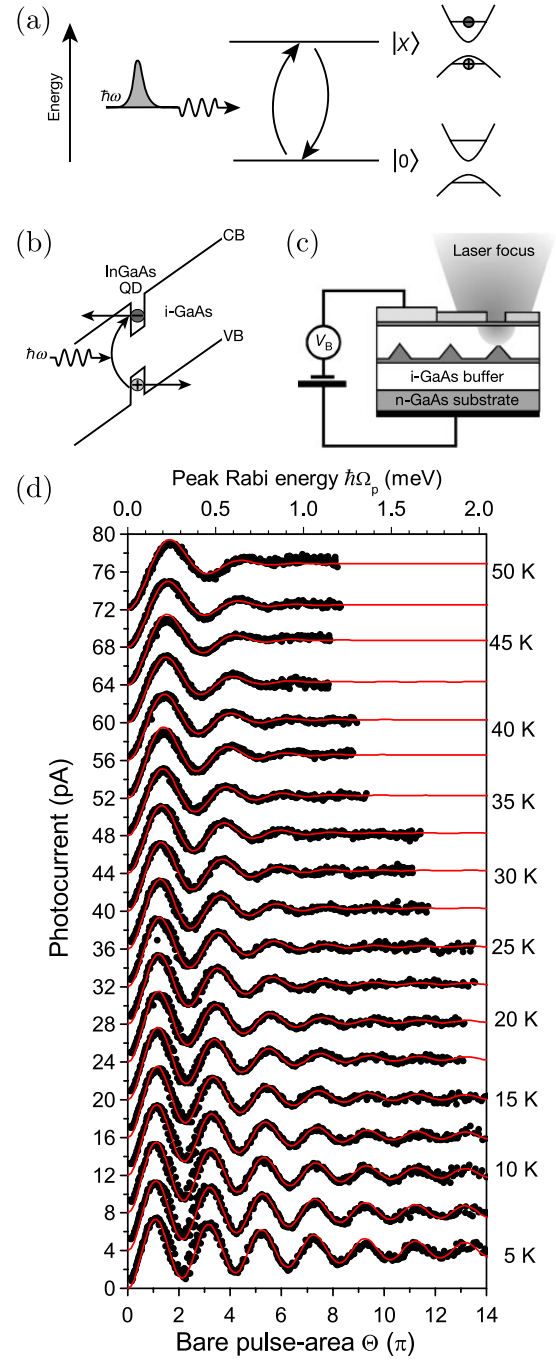 (a)
Energy
ħω
|X⟩
|0⟩
(b)
CB
InGaAs
QD
i-GaAs
VB
ħω
(c)
Laser focus
V_B
i-GaAs buffer
n-GaAs substrate
(d)
Peak Rabi energy ħΩ_p (meV)
0.0 0.5 1.0 1.5 2.0
80
76
72
68
64
60
56
52
48
44
40
36
32
28
24
20
16
12
8
4
0
Photocurrent (pA)
50 K
45 K
40 K
35 K
30 K
25 K
20 K
15 K
10 K
5 K
0 2 4 6 8 10 12 14
Bare pulse-area Θ (π)